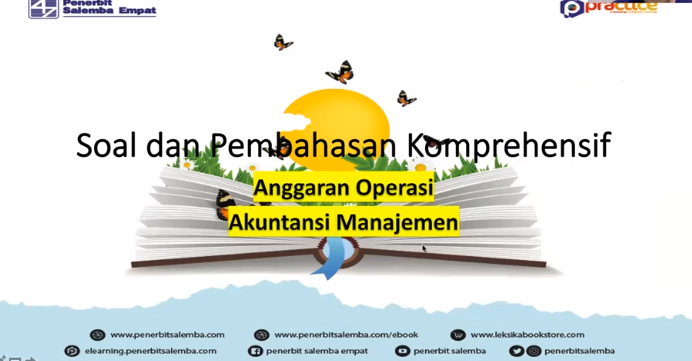 Penerbit
Salemba Empat
practice
Soal dan Pembahasan Komprehensif
Anggaran Operasi
Akuntansi Manajemen
www.penerbitsalemba.com
www.penerbitsalemba.com/ebook
www.leksikabookstore.com
elearning.penerbitsalemba.com
penerbit salemba empat
penerbit salemba
@penerbitsalemba